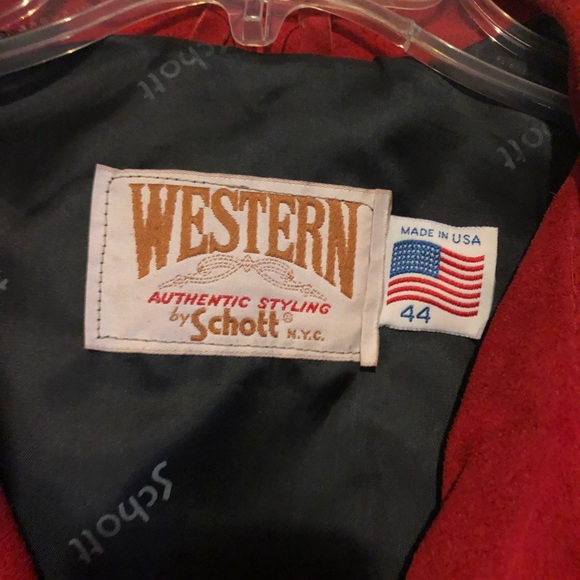 Schott
Schott
WESTERN
AUTHENTIC STYLING
by Schott® N.Y.C.
MADE IN USA
44
Schott